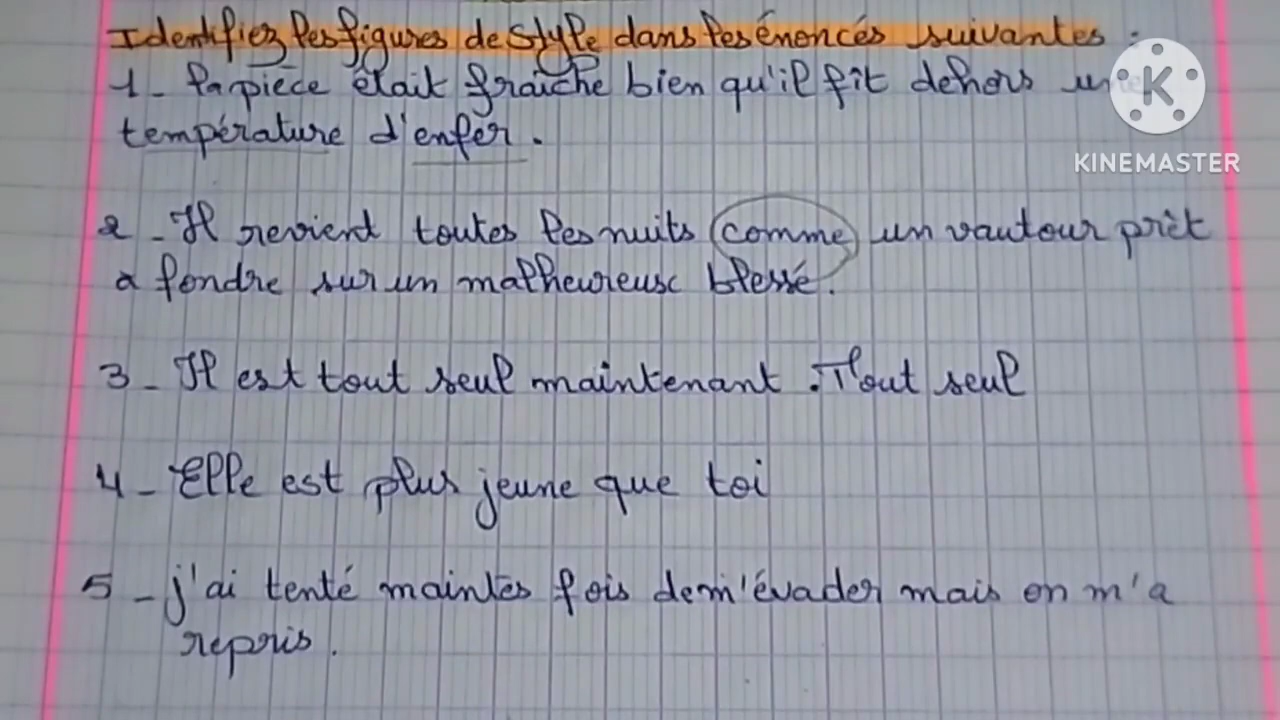 Identifiez les figures de style dans les énoncés suivantes :
1 - la pièce était fraîche bien qu'il fît dehors une
température d'enfer.
KINEMASTER
2 - Il revient toutes les nuits comme un vautour prêt
a fondre sur un malheureux blessé.
3 - Il est tout seul maintenant . Tout seul
4 - Elle est plus jeune que toi
5 - j'ai tenté maintes fois de m'évader mais on m'a
repris.